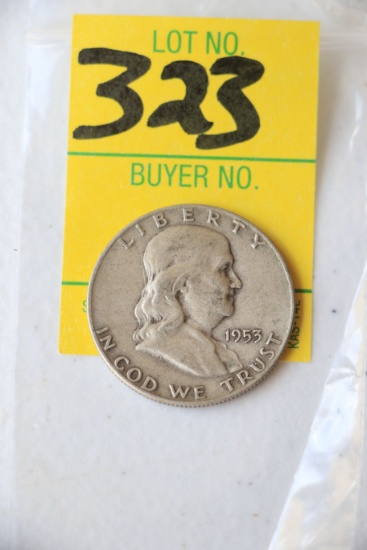 LOT NO.
323
BUYER NO.
LIBERTY
1953
IN GOD WE TRUST